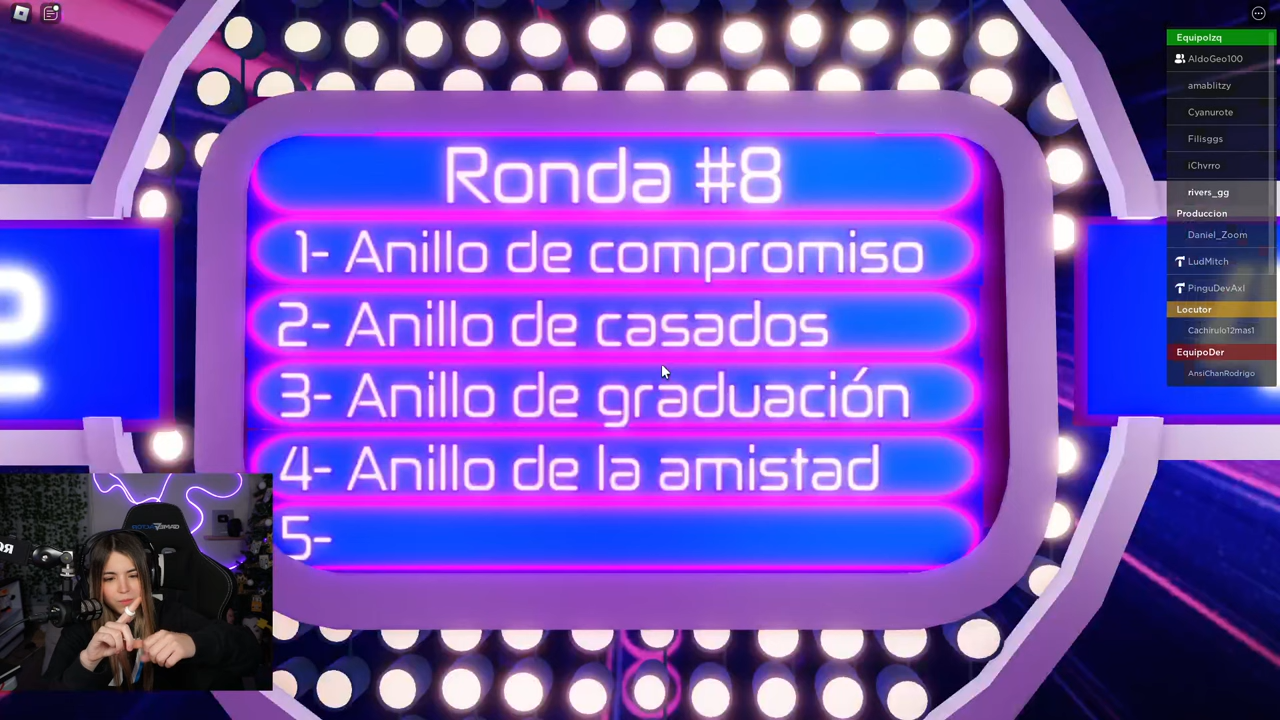 Ronda #8
1- Anillo de compromiso
2- Anillo de casados
3- Anillo de graduación
4- Anillo de la amistad
5-
EquipoIzq
AldoGeo100
amablitzy
Cyanurote
Filisggs
iChvrro
rivers_gg
Produccion
Daniel_Zoom
LudMitch
PinguDevAxl
Locutor
Cachirulo12mas1
EquipoDer
AnsiChanRodrigo